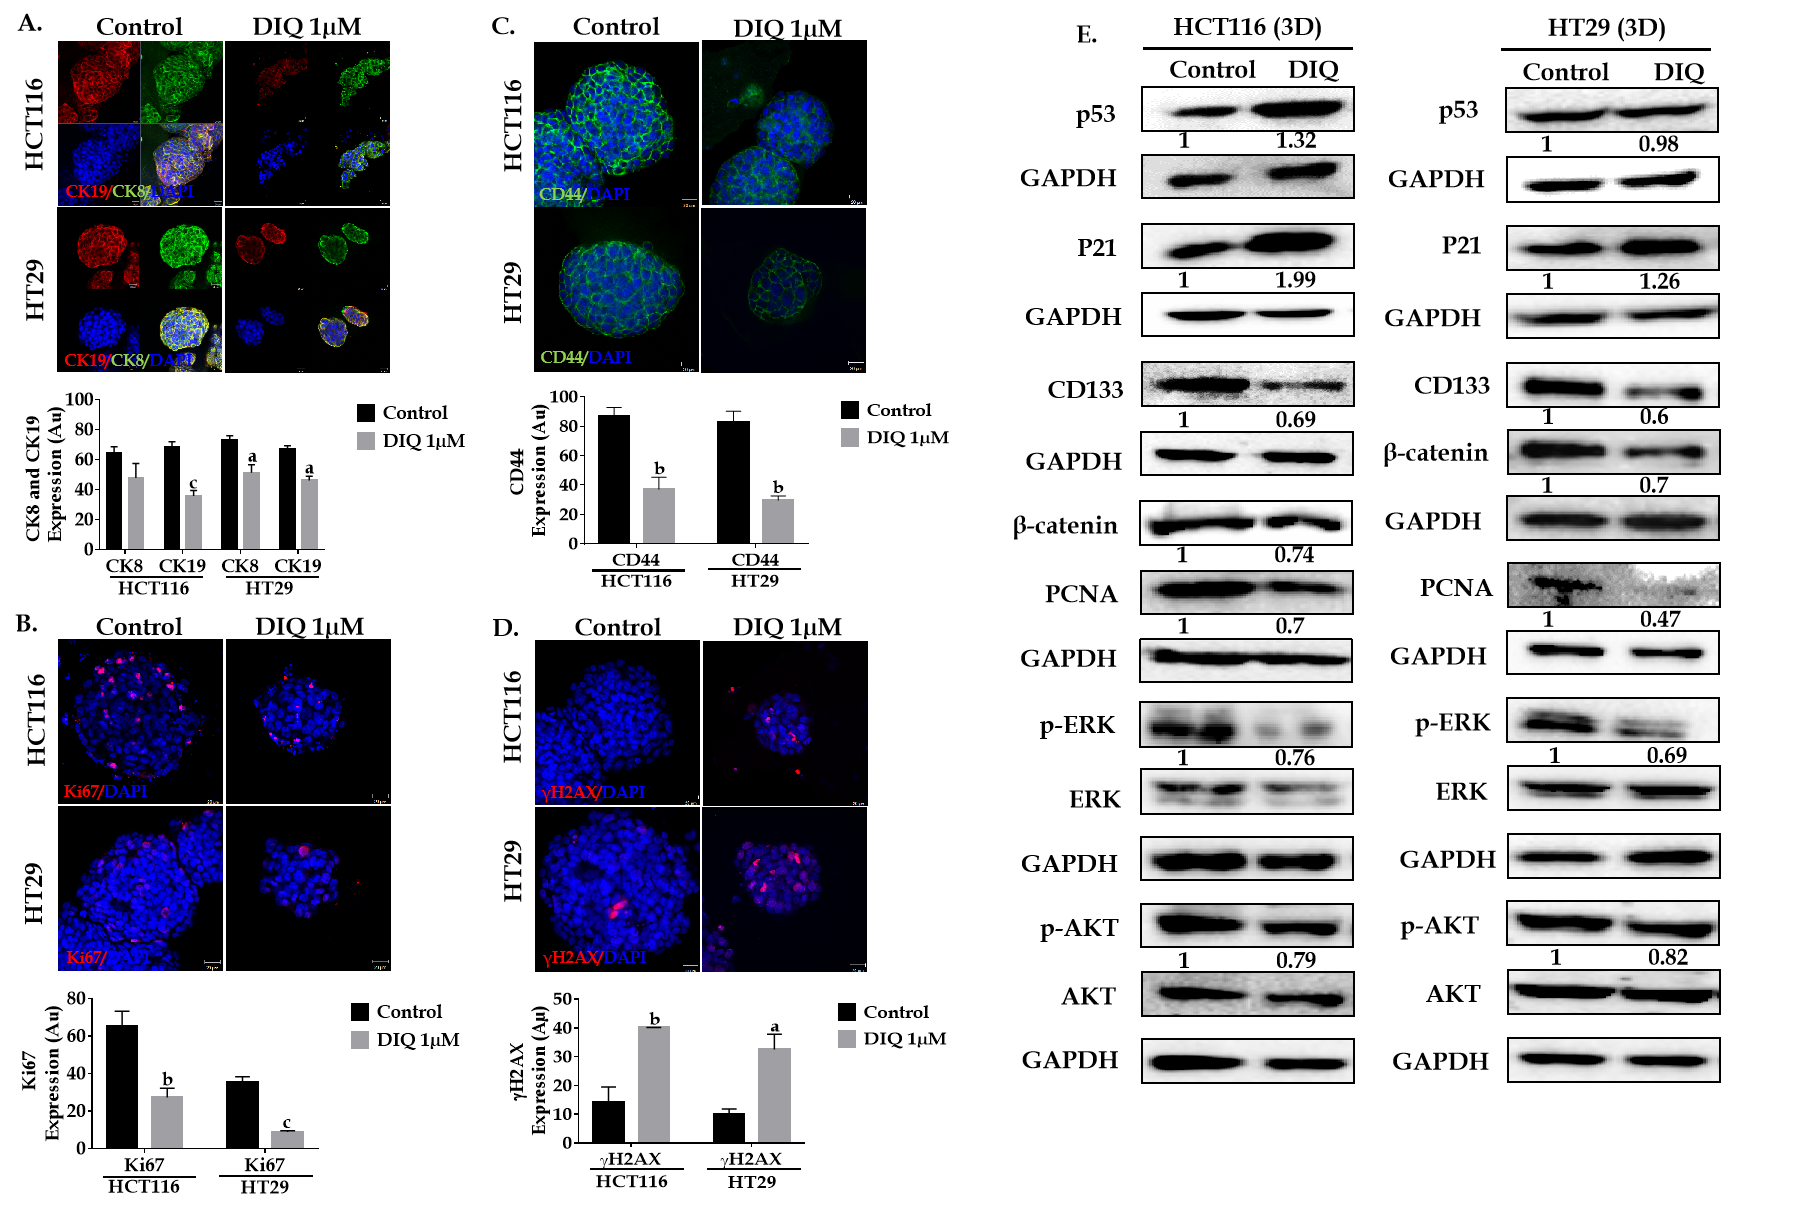 A.
Control
DIQ 1µM
HCT116
CK19/CK8/DAPI
HT29
CK19/CK8/DAPI
CK8 and CK19
Expression (Au)
100
80
60
40
20
0
c
a
a
CK8
CK19
CK8
CK19
HCT116
HT29
Control
DIQ 1µM
B.
Control
DIQ 1µM
HCT116
Ki67/DAPI
HT29
Ki67/DAPI
Ki67
Expression (Au)
80
60
40
20
0
b
c
Ki67
Ki67
HCT116
HT29
Control
DIQ 1µM
C.
Control
DIQ 1µM
HCT116
CD44/DAPI
HT29
CD44/DAPI
CD44
Expression (Au)
100
80
60
40
20
0
b
b
CD44
CD44
HCT116
HT29
Control
DIQ 1µM
D.
Control
DIQ 1µM
HCT116
γH2AX/DAPI
HT29
γH2AX/DAPI
γH2AX
Expression (Aµ)
50
40
30
20
10
0
b
a
γH2AX
γH2AX
HCT116
HT29
Control
DIQ 1µM
E.
HCT116 (3D)
Control DIQ
p53
1 1.32
GAPDH
P21
1 1.99
GAPDH
CD133
1 0.69
GAPDH
β-catenin
1 0.74
PCNA
1 0.7
GAPDH
p-ERK
1 0.76
ERK
GAPDH
p-AKT
1 0.79
AKT
GAPDH
HT29 (3D)
Control DIQ
p53
1 0.98
GAPDH
P21
1 1.26
GAPDH
CD133
1 0.6
β-catenin
1 0.7
GAPDH
PCNA
1 0.47
GAPDH
p-ERK
1 0.69
ERK
GAPDH
p-AKT
1 0.82
AKT
GAPDH